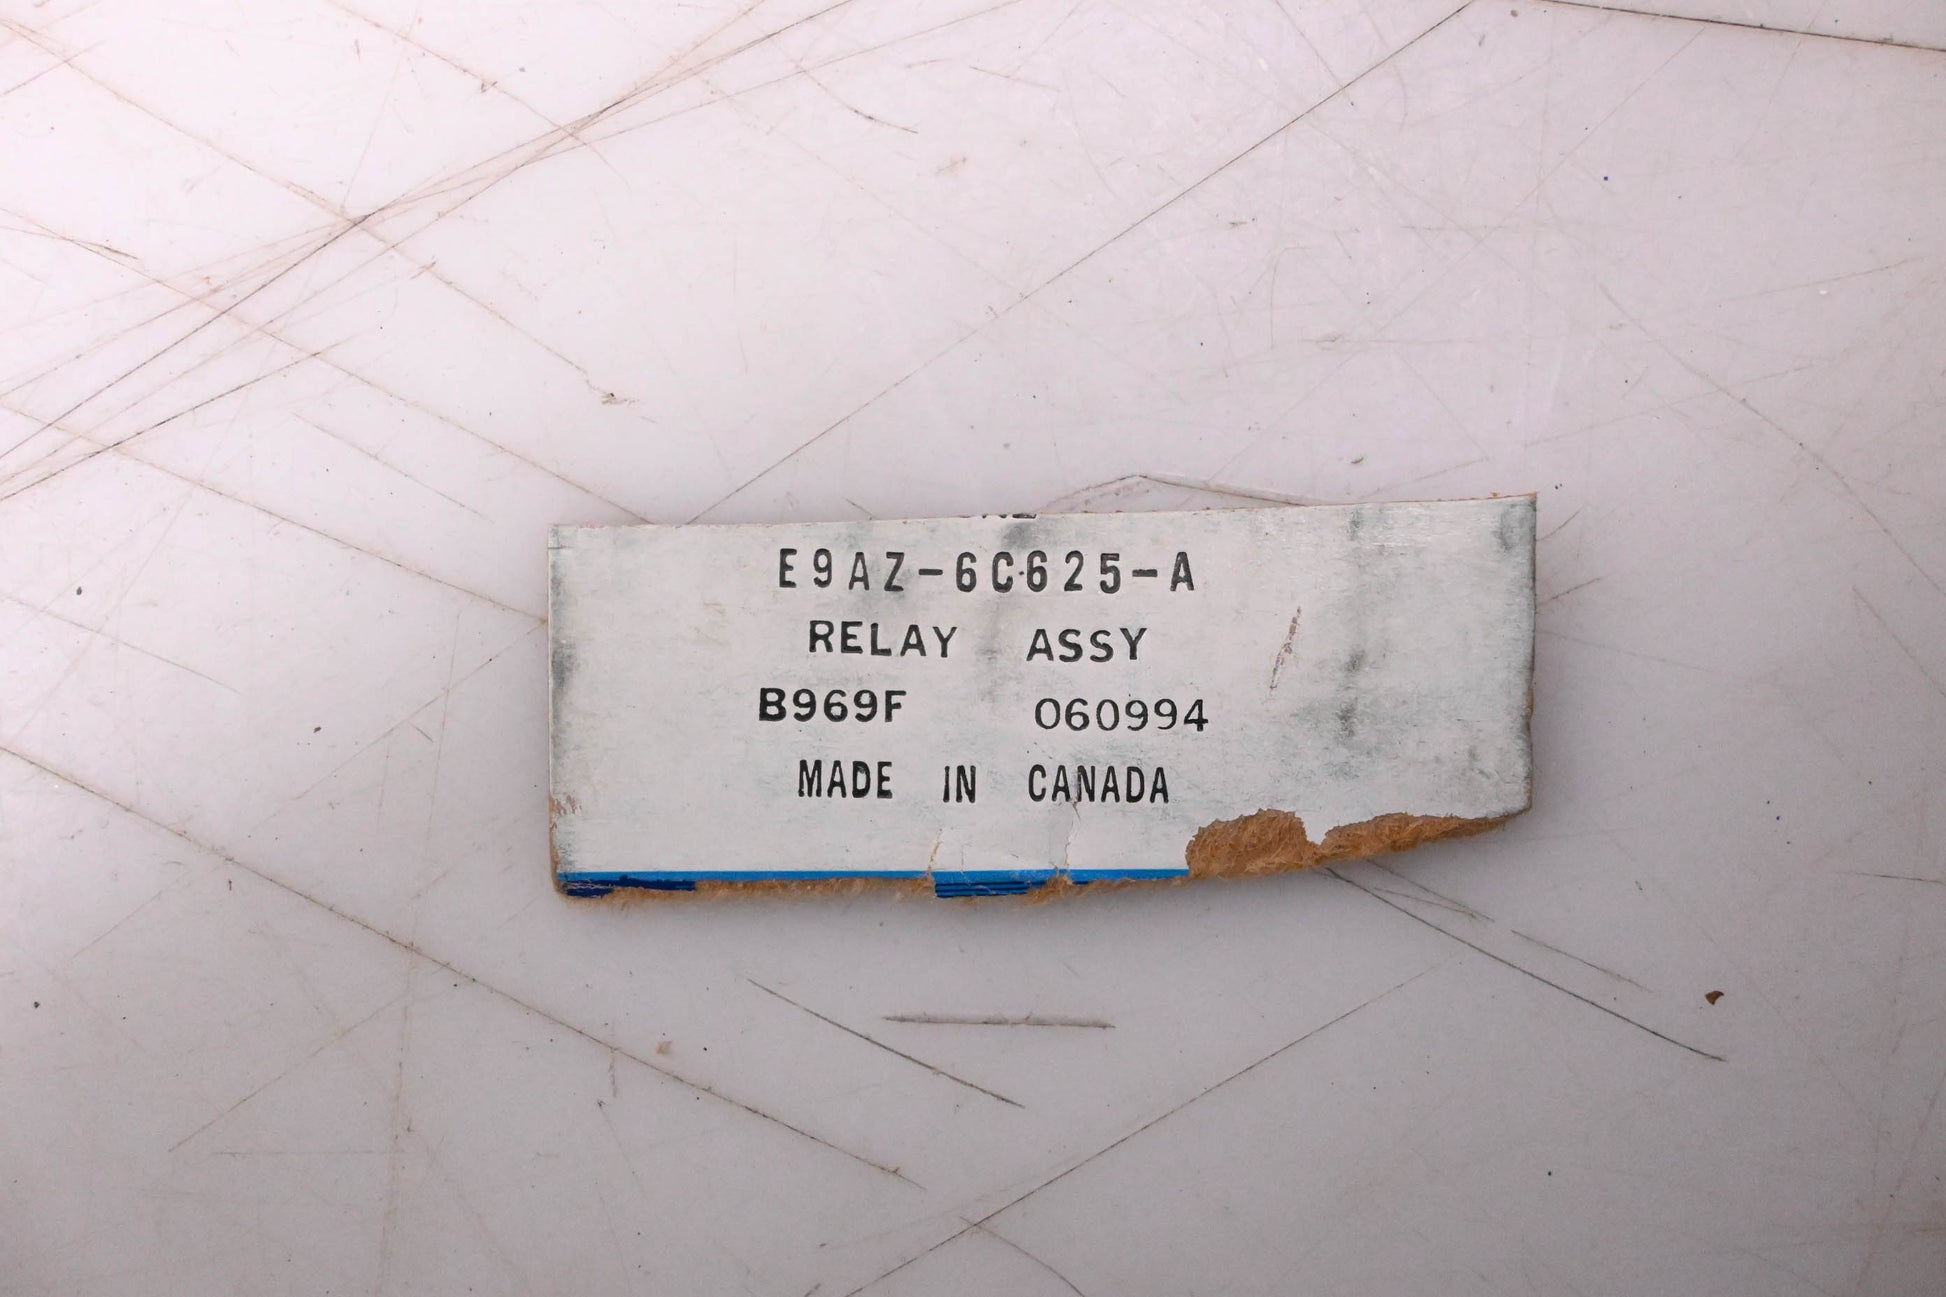 E9AZ-6C625-A
RELAY ASSY
B969F 060994
MADE IN CANADA